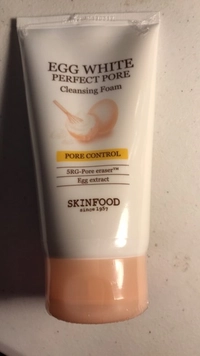 EGG WHITE
PERFECT PORE
Cleansing Foam
PORE CONTROL
SRG-Pore eraser™
Egg extract
SKINFOOD
since 1957